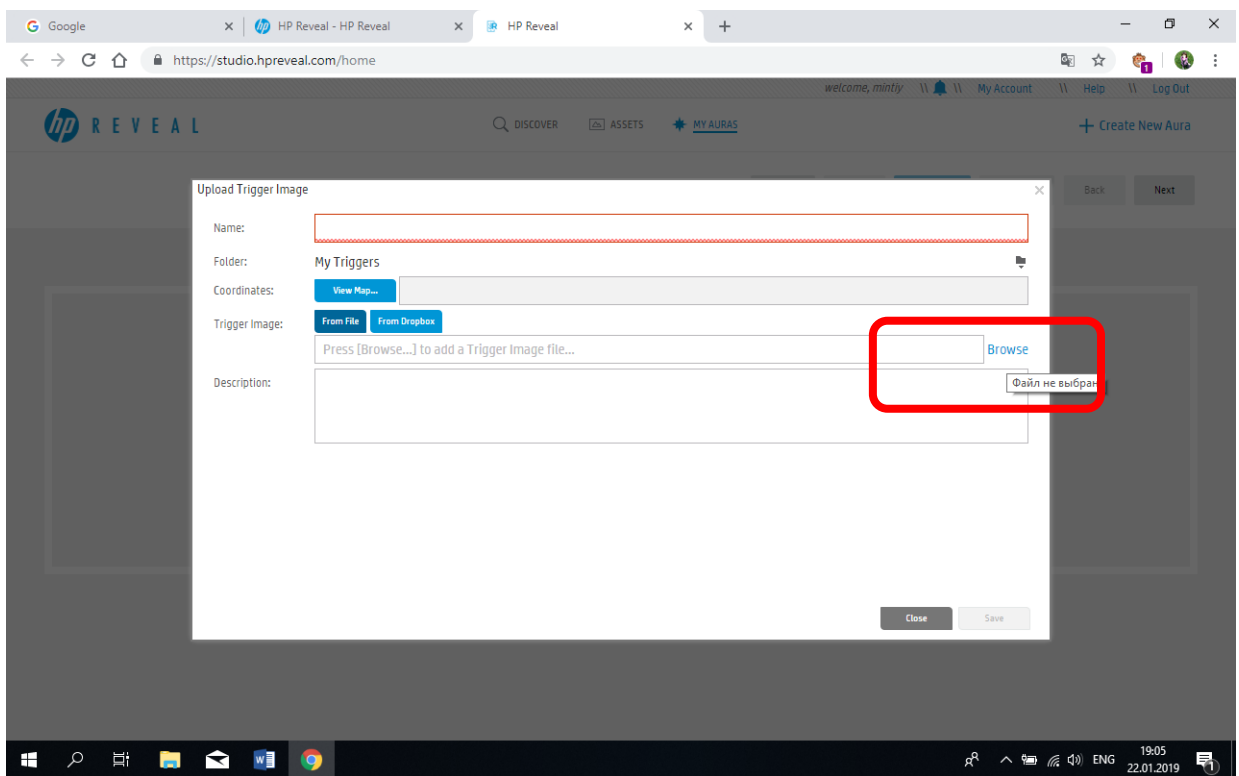 Google
HP Reveal - HP Reveal
HP Reveal
https://studio.hpreveal.com/home
1
welcome, mintiy \\ \\ My Account \\ Help \\ Log Out
hp REVEAL
DISCOVER ASSETS MY AURAS
+ Create New Aura
Back Next
Upload Trigger Image
Name:
Folder: My Triggers
Coordinates: View Map...
Trigger Image: From File From Dropbox
Press [Browse...] to add a Trigger Image file... Browse
Description:
Файл не выбран
Close Save
ENG
19:05
22.01.2019
1